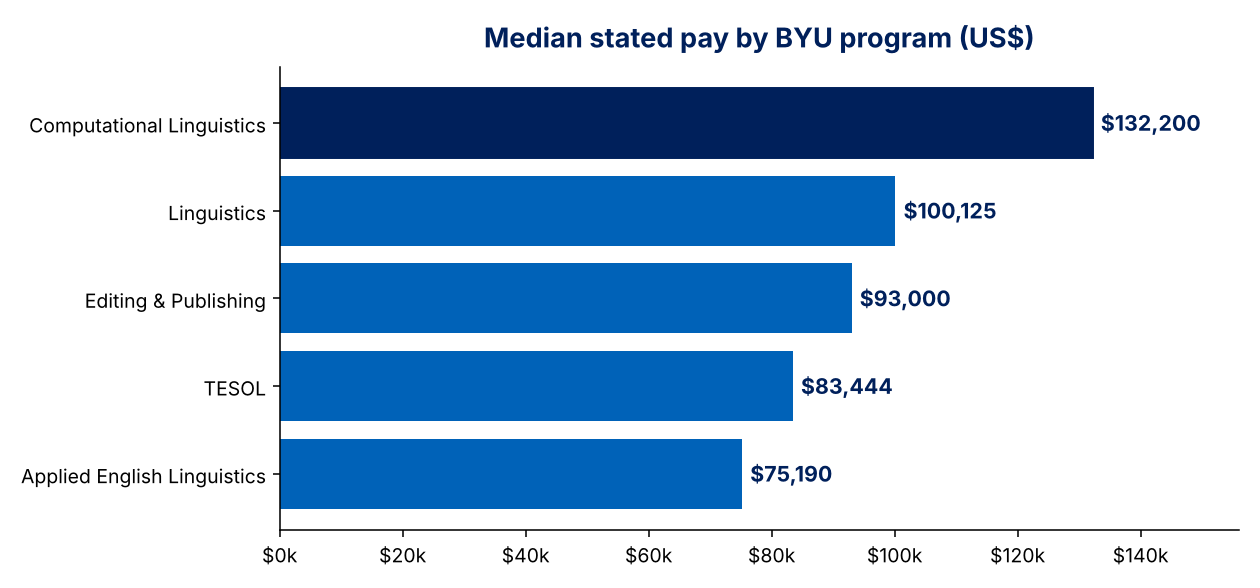 Median stated pay by BYU program (US$)
Computational Linguistics $132,200
Linguistics $100,125
Editing & Publishing $93,000
TESOL $83,444
Applied English Linguistics $75,190
$0k $20k $40k $60k $80k $100k $120k $140k